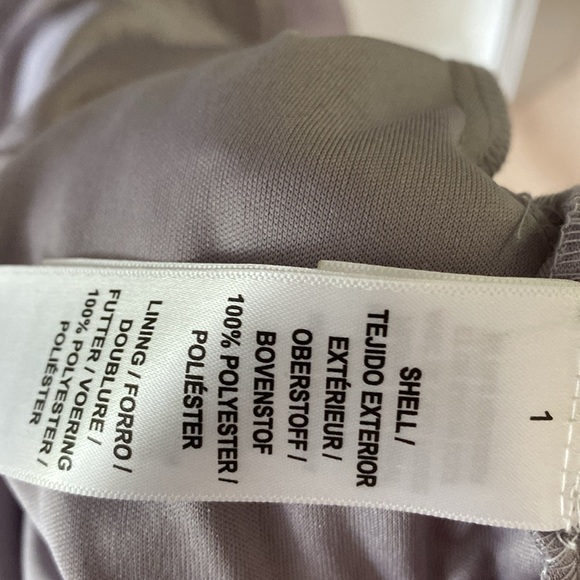 1
SHELL /
TEJIDO EXTERIOR
EXTÉRIEUR /
OBERSTOFF /
BOVENSTOF
100% POLYESTER /
POLIÉSTER
LINING / FORRO /
DOUBLURE /
FUTTER / VOERING
100% POLYESTER /
POLIÉSTER